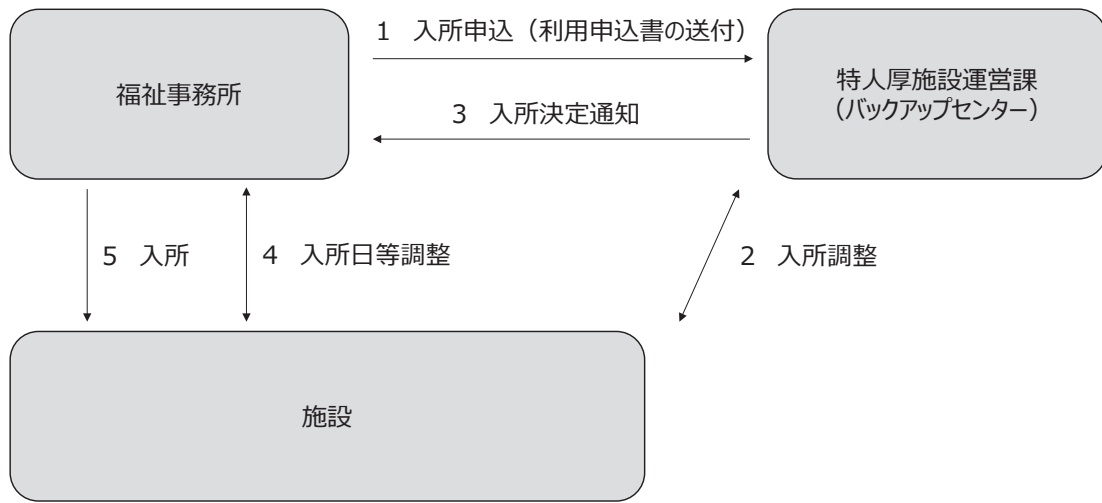 1　入所申込（利用申込書の送付）
福祉事務所
特人厚施設運営課
（バックアップセンター）
3　入所決定通知
5　入所
4　入所日等調整
2　入所調整
施設